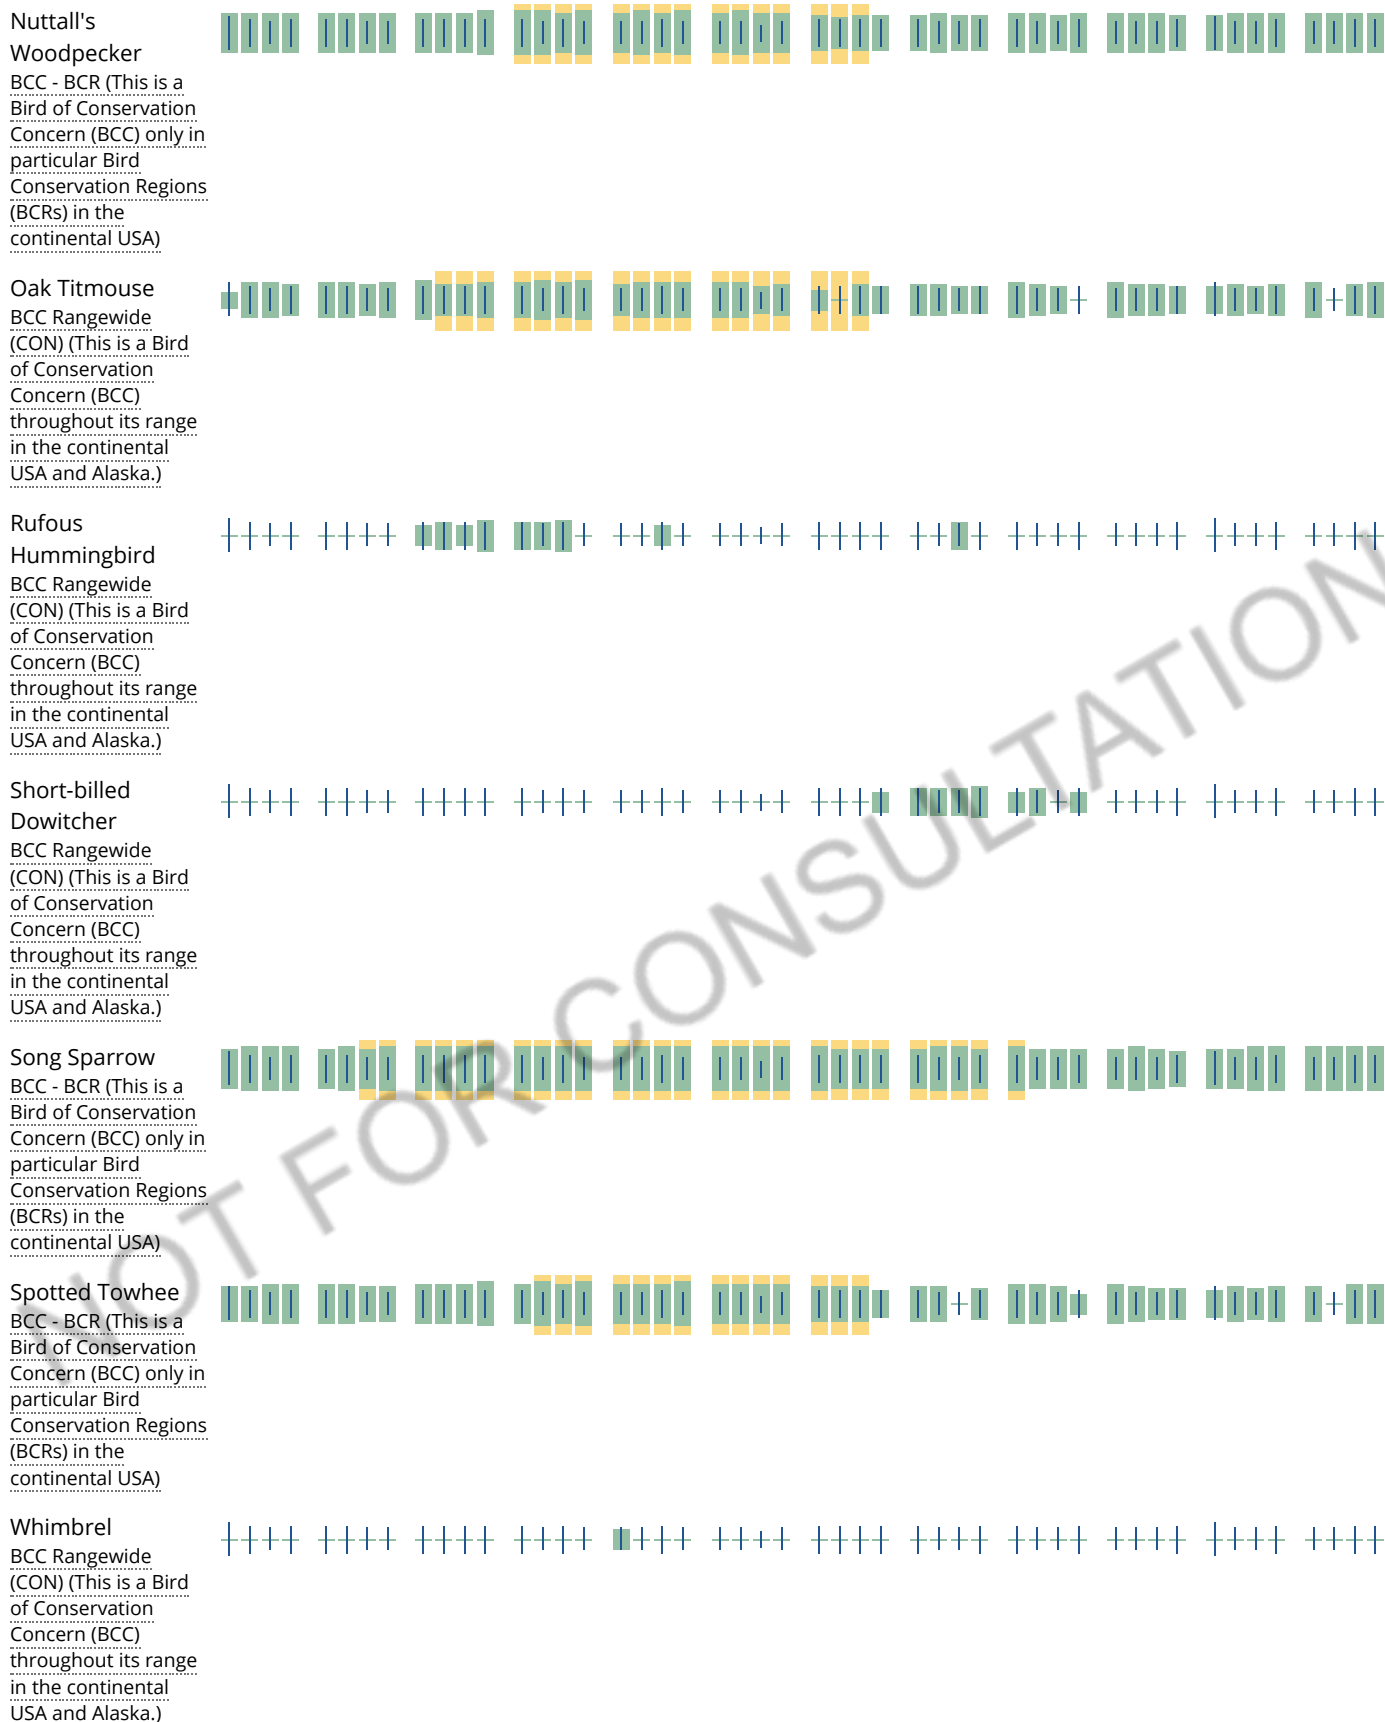 Nuttall's
Woodpecker
BCC - BCR (This is a
Bird of Conservation
Concern (BCC) only in
particular Bird
Conservation Regions
(BCRs) in the
continental USA)
Oak Titmouse
BCC Rangewide
(CON) (This is a Bird
of Conservation
Concern (BCC)
throughout its range
in the continental
USA and Alaska.)
Rufous
Hummingbird
BCC Rangewide
(CON) (This is a Bird
of Conservation
Concern (BCC)
throughout its range
in the continental
USA and Alaska.)
Short-billed
Dowitcher
BCC Rangewide
(CON) (This is a Bird
of Conservation
Concern (BCC)
throughout its range
in the continental
USA and Alaska.)
Song Sparrow
BCC - BCR (This is a
Bird of Conservation
Concern (BCC) only in
particular Bird
Conservation Regions
(BCRs) in the
continental USA)
Spotted Towhee
BCC - BCR (This is a
Bird of Conservation
Concern (BCC) only in
particular Bird
Conservation Regions
(BCRs) in the
continental USA)
Whimbrel
BCC Rangewide
(CON) (This is a Bird
of Conservation
Concern (BCC)
throughout its range
in the continental
USA and Alaska.)
NOT FOR CONSULTATION